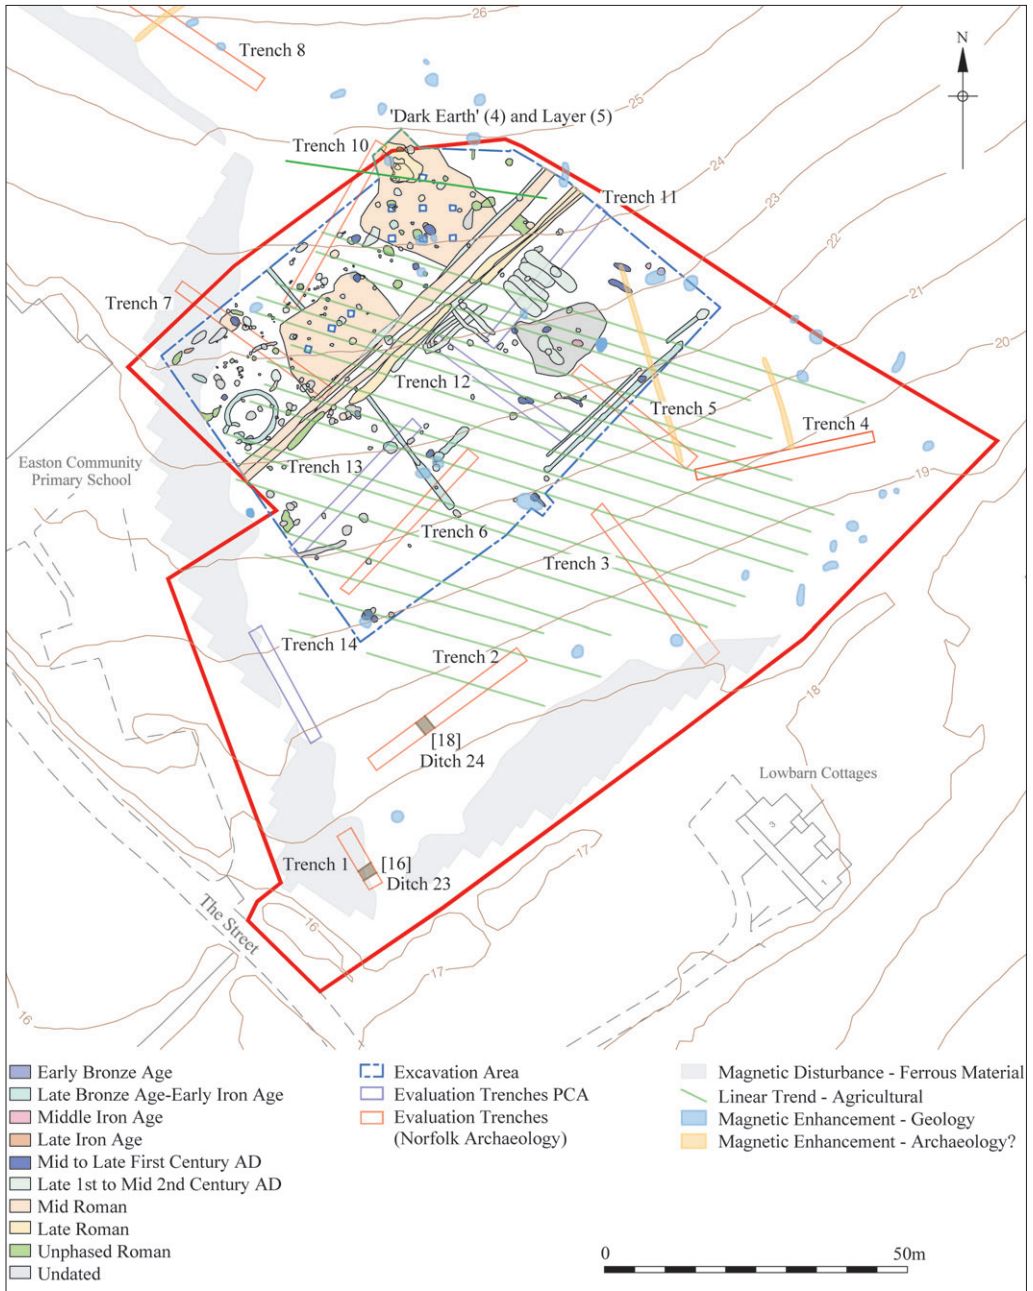 26
Trench 8
N
25
'Dark Earth' (4) and Layer (5)
Trench 10
24
Trench 11
23
22
Trench 7
21
20
Trench 12
Trench 5
Trench 4
Easton Community
Primary School
Trench 13
19
Trench 6
Trench 3
Trench 14
Trench 2
18
[18]
Ditch 24
Lowbarn Cottages
9
7
17
Trench 1
[16]
Ditch 23
The Street
16
17
16
Early Bronze Age
Late Bronze Age-Early Iron Age
Middle Iron Age
Late Iron Age
Mid to Late First Century AD
Late 1st to Mid 2nd Century AD
Mid Roman
Late Roman
Unphased Roman
Undated
Excavation Area
Evaluation Trenches PCA
Evaluation Trenches
(Norfolk Archaeology)
Magnetic Disturbance - Ferrous Material
Linear Trend - Agricultural
Magnetic Enhancement - Geology
Magnetic Enhancement - Archaeology?
0
50m